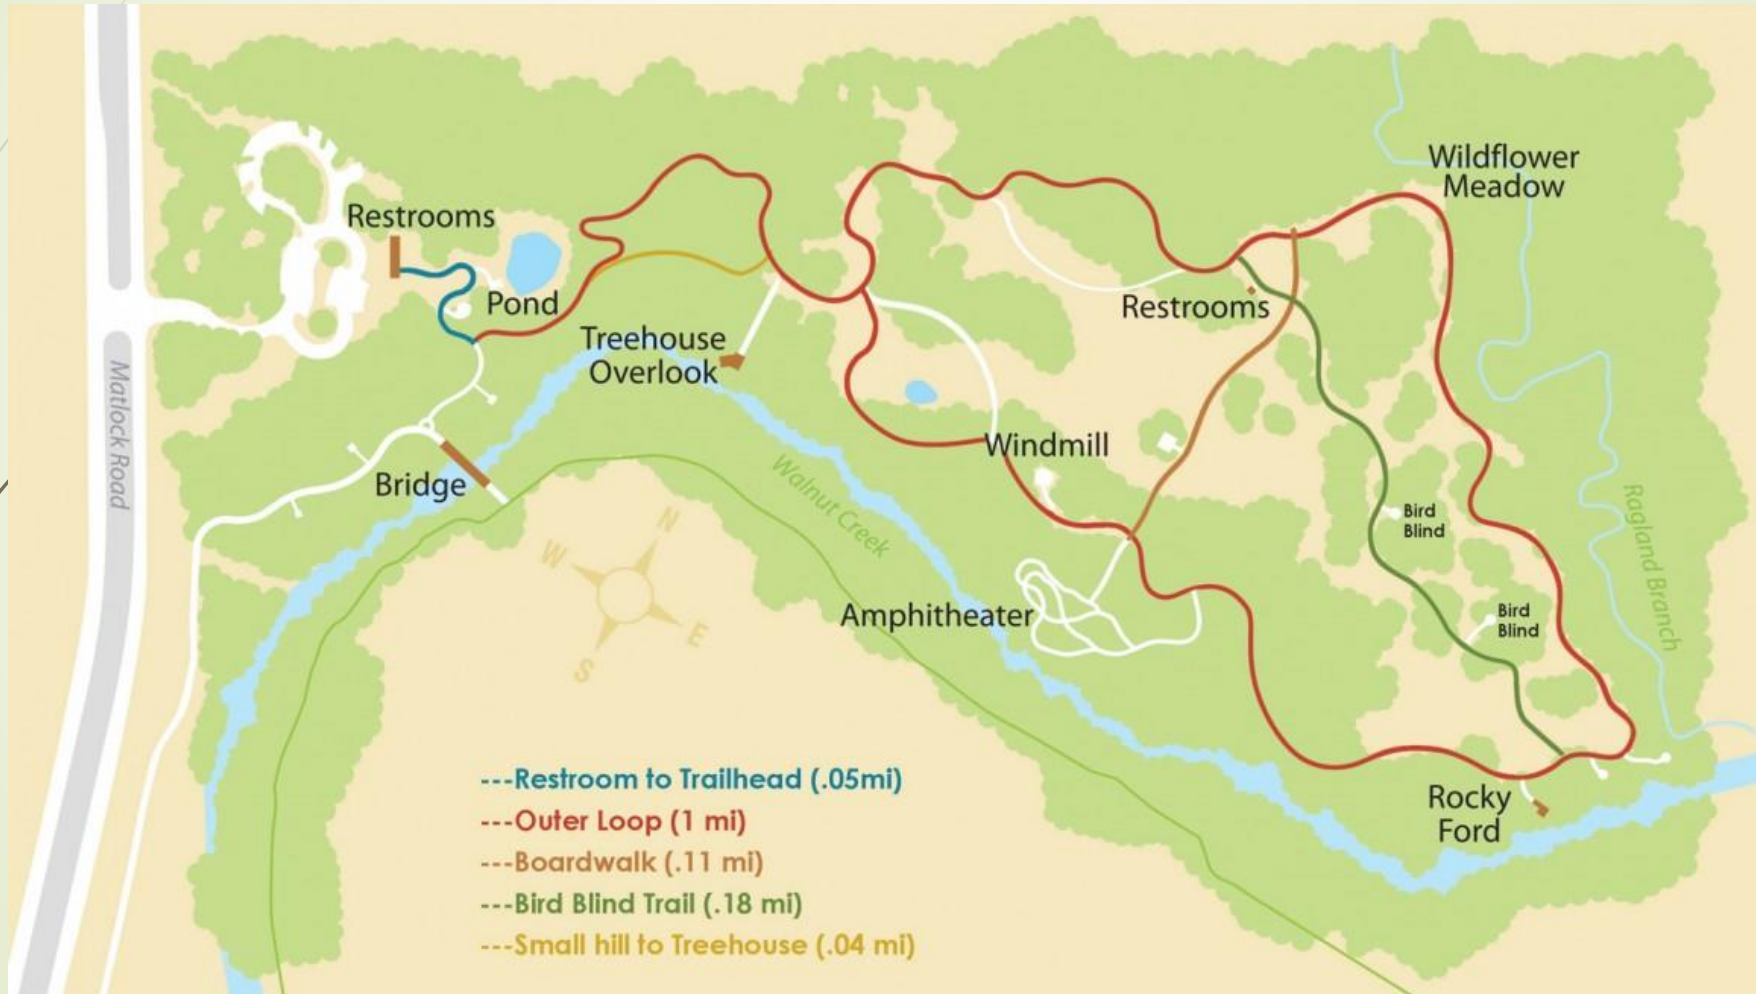 Wildflower
Meadow
Restrooms
Pond
Restrooms
Treehouse
Overlook
Matlock Road
Windmill
Bridge
Walnut Creek
Bird
Blind
Ragland Branch
N
W
E
S
Amphitheater
Bird
Blind
---Restroom to Trailhead (.05mi)
---Outer Loop (1 mi)
---Boardwalk (.11 mi)
---Bird Blind Trail (.18 mi)
---Small hill to Treehouse (.04 mi)
Rocky
Ford